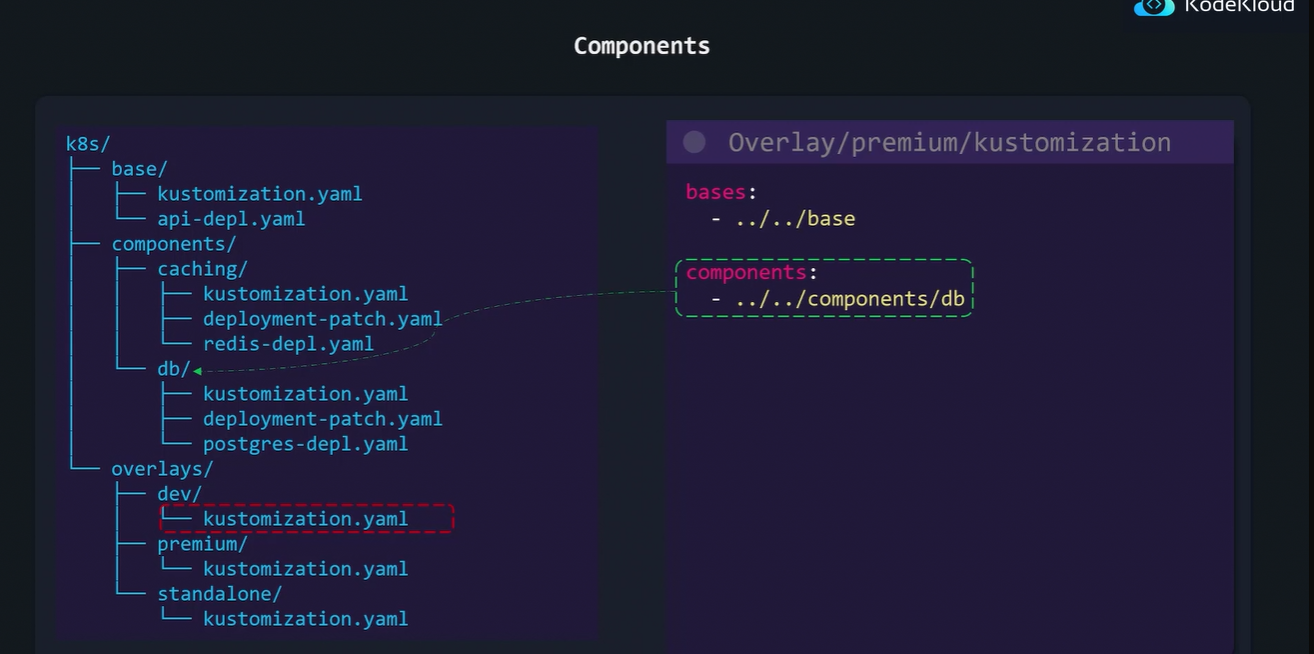 KodeKloud
Components
k8s/
├── base/
│   ├── kustomization.yaml
│   └── api-depl.yaml
├── components/
│   ├── caching/
│   │   ├── kustomization.yaml
│   │   ├── deployment-patch.yaml
│   │   └── redis-depl.yaml
│   └── db/
│       ├── kustomization.yaml
│       ├── deployment-patch.yaml
│       └── postgres-depl.yaml
└── overlays/
    ├── dev/
    │   └── kustomization.yaml
    ├── premium/
    │   └── kustomization.yaml
    └── standalone/
        └── kustomization.yaml
Overlay/premium/kustomization
bases:
  - ../../base
components:
  - ../../components/db